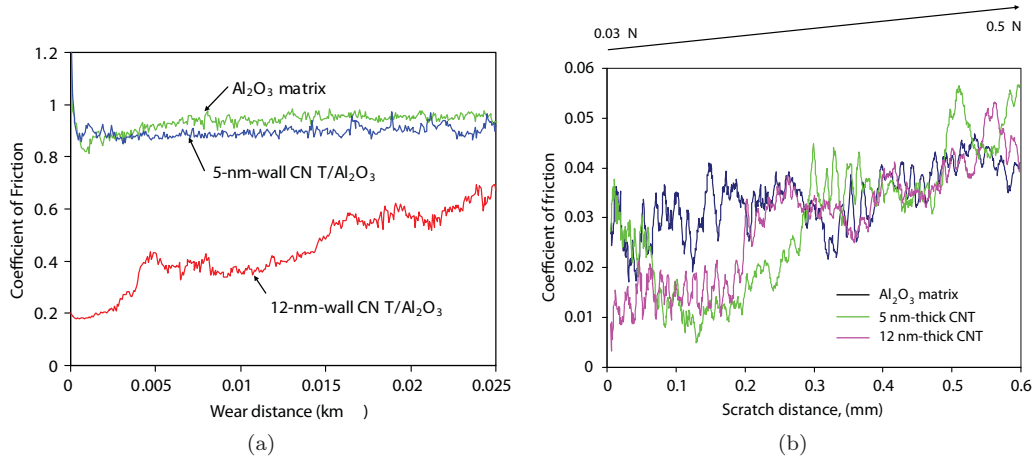 1.2
1
0.8
0.6
0.4
0.2
0
Coefficient of Friction
Al₂O₃ matrix
5-nm-wall CN T/Al₂O₃
12-nm-wall CN T/Al₂O₃
0 0.005 0.01 0.015 0.02 0.025
Wear distance (km )
(a)
0.03 N
0.5 N
0.06
0.05
0.04
0.03
0.02
0.01
0
Coefficient of friction
Al₂O₃ matrix
5 nm-thick CNT
12 nm-thick CNT
0 0.1 0.2 0.3 0.4 0.5 0.6
Scratch distance, (mm)
(b)